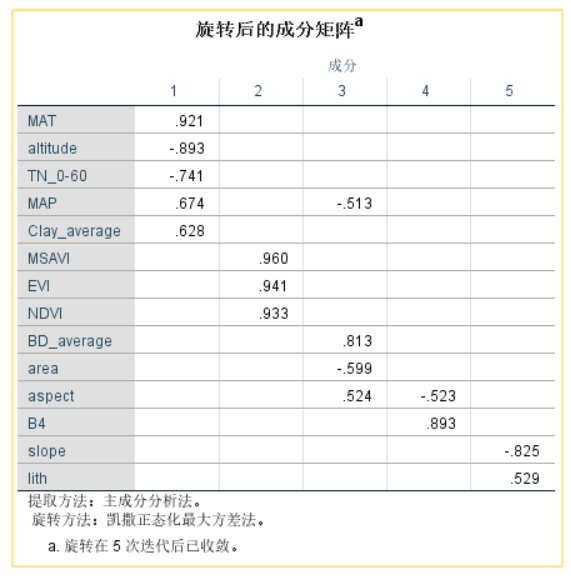 旋转后的成分矩阵a
成分
1 2 3 4 5
MAT .921
altitude -.893
TN_0-60 -.741
MAP .674 -.513
Clay_average .628
MSAVI .960
EVI .941
NDVI .933
BD_average .813
area -.599
aspect .524 -.523
B4 .893
slope -.825
lith .529
提取方法：主成分分析法。
旋转方法：凯撒正态化最大方差法。
a. 旋转在 5 次迭代后已收敛。